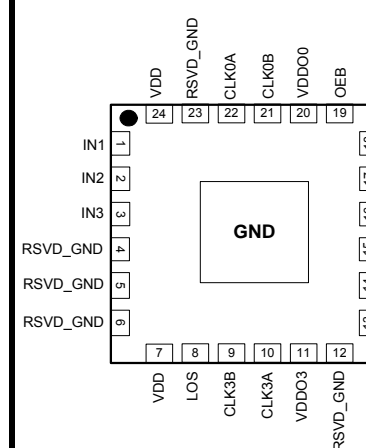 VDD RSVD_GND CLK0A CLK0B VDDO0 OEB
24 23 22 21 20 19
IN1 1
IN2 2
IN3 3
RSVD_GND 4
RSVD_GND 5
RSVD_GND 6
GND
7 8 9 10 11 12
VDD LOS CLK3B CLK3A VDDO3 RSVD_GND